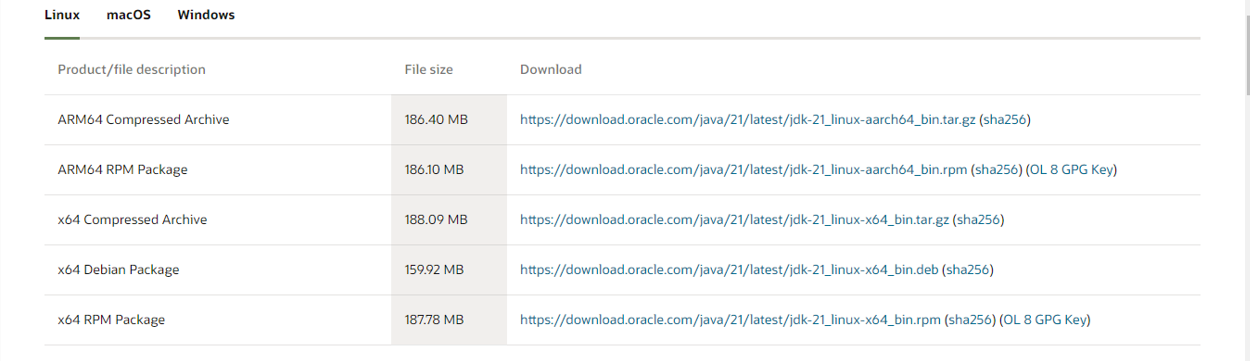 Linux macOS Windows
Product/file description File size Download
ARM64 Compressed Archive 186.40 MB https://download.oracle.com/java/21/latest/jdk-21_linux-aarch64_bin.tar.gz (sha256)
ARM64 RPM Package 186.10 MB https://download.oracle.com/java/21/latest/jdk-21_linux-aarch64_bin.rpm (sha256) (OL 8 GPG Key)
x64 Compressed Archive 188.09 MB https://download.oracle.com/java/21/latest/jdk-21_linux-x64_bin.tar.gz (sha256)
x64 Debian Package 159.92 MB https://download.oracle.com/java/21/latest/jdk-21_linux-x64_bin.deb (sha256)
x64 RPM Package 187.78 MB https://download.oracle.com/java/21/latest/jdk-21_linux-x64_bin.rpm (sha256) (OL 8 GPG Key)